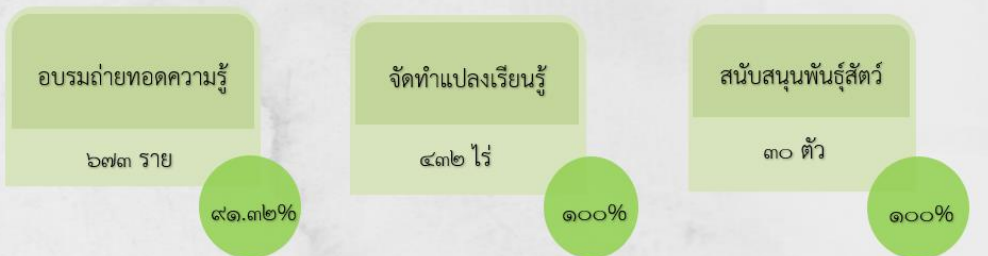 อบรมถ่ายทอดความรู้
๖๗๓ ราย
๙๑.๓๒%
จัดทำแปลงเรียนรู้
๔๓๒ ไร่
๑๐๐%
สนับสนุนพันธุ์สัตว์
๓๐ ตัว
๑๐๐%